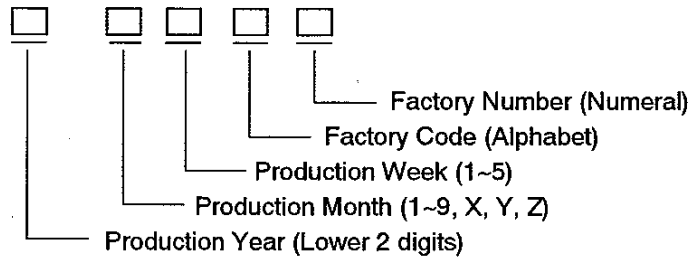 Factory Number (Numeral)
Factory Code (Alphabet)
Production Week (1~5)
Production Month (1~9, X, Y, Z)
Production Year (Lower 2 digits)